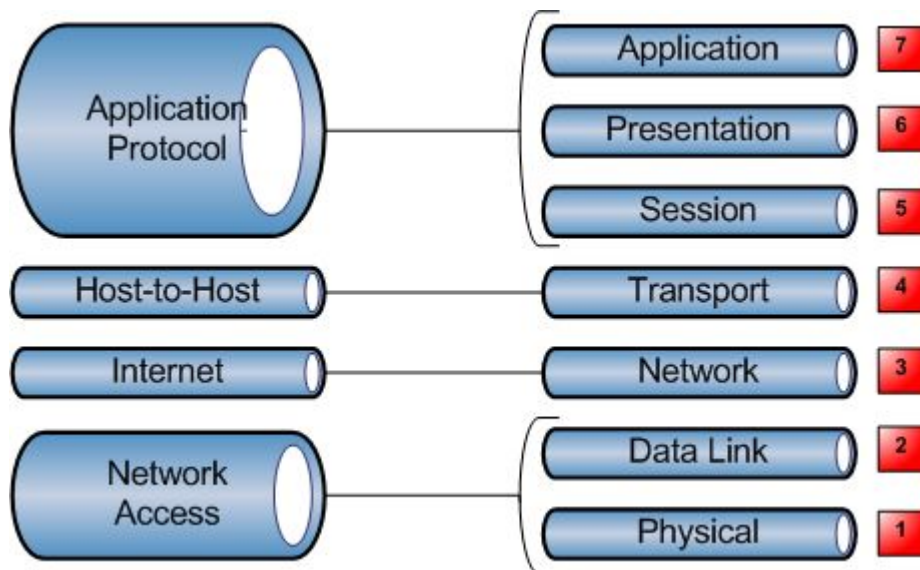 Application
Protocol
Application
7
Presentation
6
Session
5
Host-to-Host
Transport
4
Internet
Network
3
Network
Access
Data Link
2
Physical
1